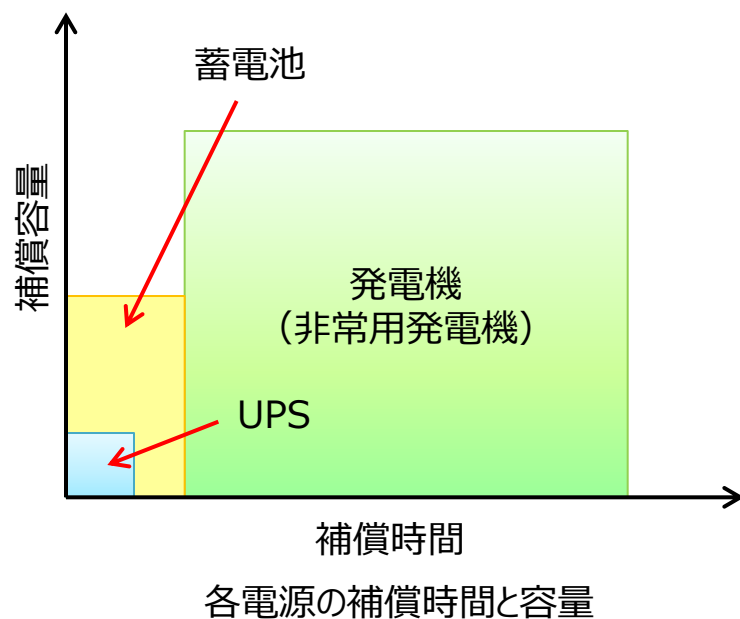 蓄電池
補償容量
発電機
（非常用発電機）
UPS
補償時間
各電源の補償時間と容量